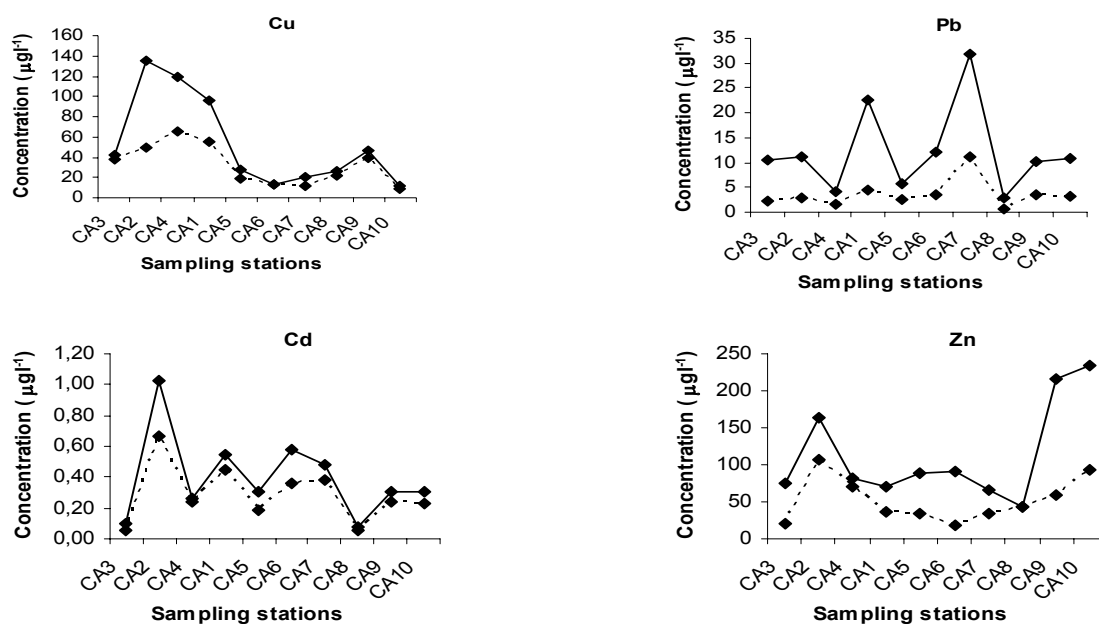 Cu
Concentration ( µgl-1)
160
140
120
100
80
60
40
20
0
CA3 CA2 CA4 CA1 CA5 CA6 CA7 CA8 CA9 CA10
Sampling stations
Pb
Concentration ( µgl-1)
35
30
25
20
15
10
5
0
CA3 CA2 CA4 CA1 CA5 CA6 CA7 CA8 CA9 CA10
Sampling stations
Cd
Concentration ( µgl-1)
1,20
1,00
0,80
0,60
0,40
0,20
0,00
CA3 CA2 CA4 CA1 CA5 CA6 CA7 CA8 CA9 CA10
Sampling stations
Zn
Concentration ( µgl-1)
250
200
150
100
50
0
CA3 CA2 CA4 CA1 CA5 CA6 CA7 CA8 CA9 CA10
Sampling stations